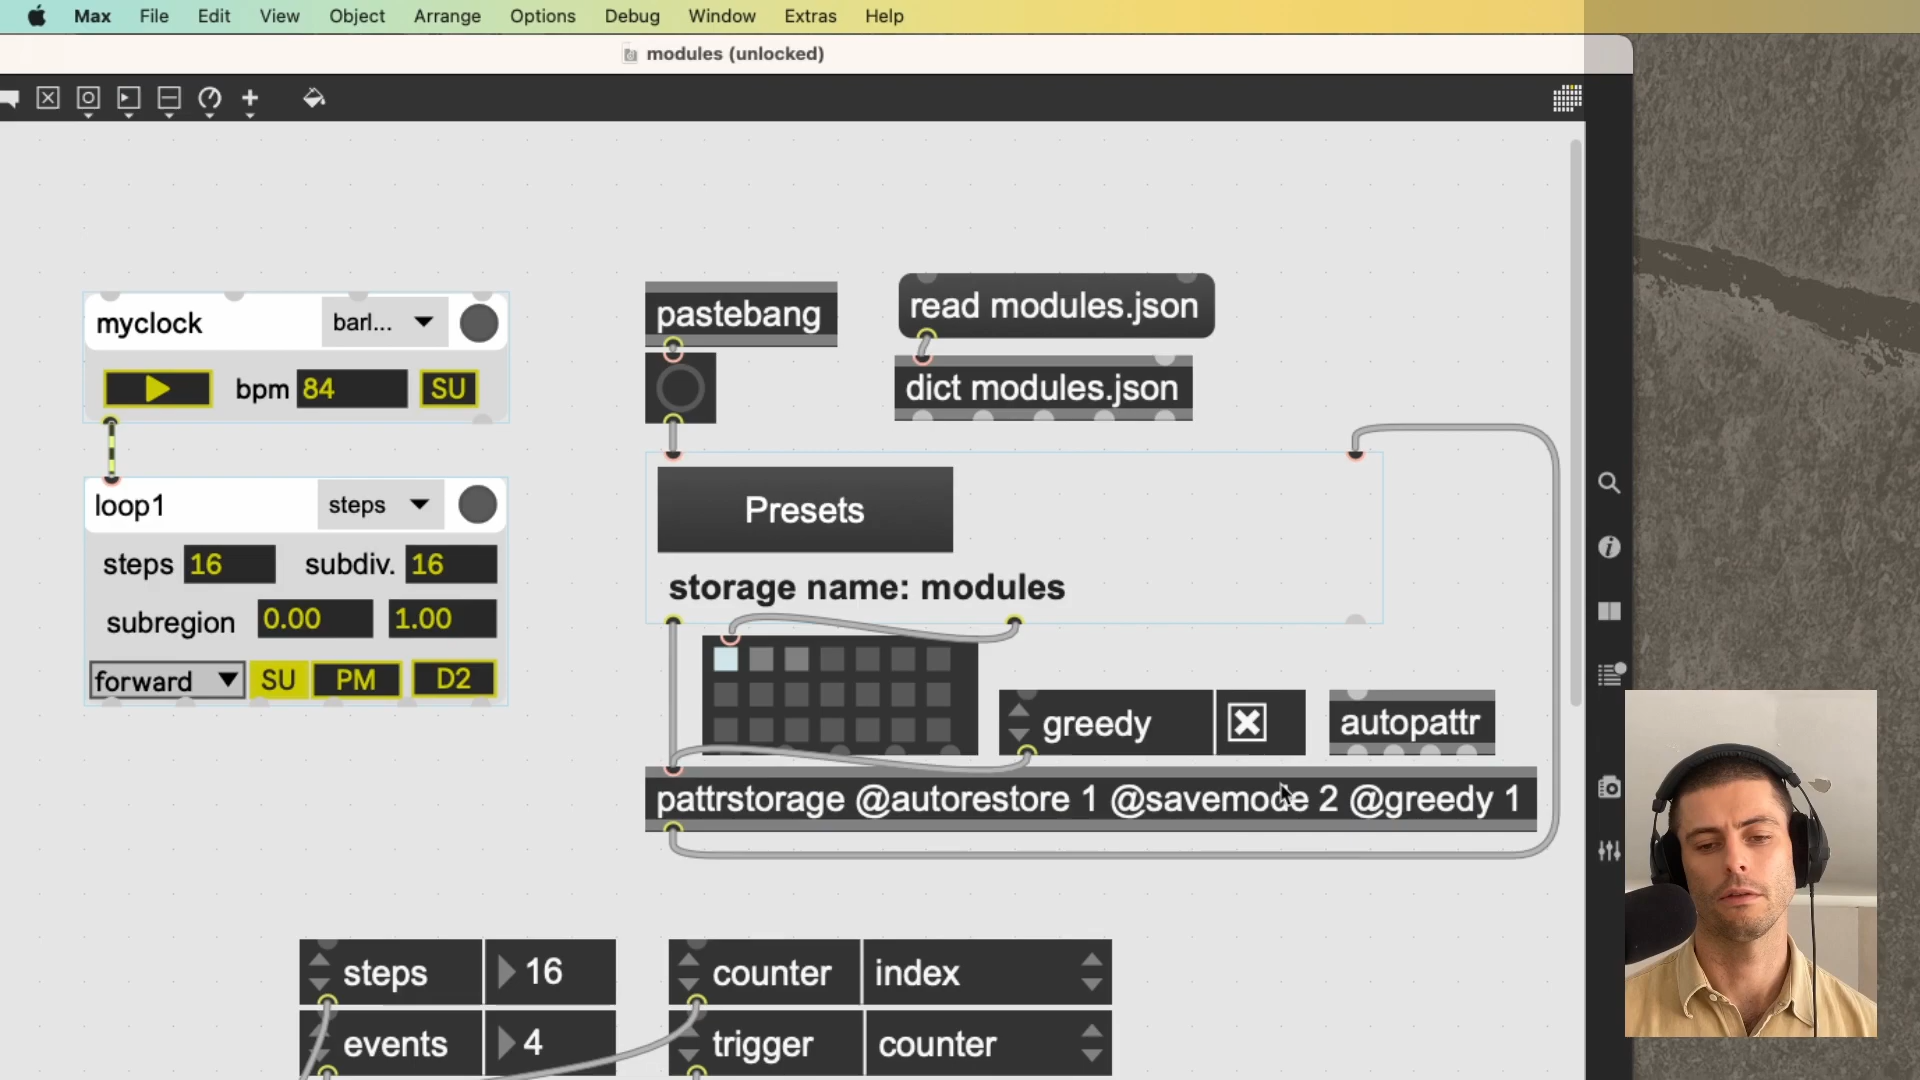 Max File Edit View Object Arrange Options Debug Window Extras Help
modules (unlocked)
myclock barl...
bpm 84 SU
loop1 steps
steps 16 subdiv. 16
subregion 0.00 1.00
forward SU PM D2
pastebang
read modules.json
dict modules.json
Presets
storage name: modules
greedy
autopattr
pattrstorage @autorestore 1 @savemode 2 @greedy 1
steps 16
events 4
counter index
trigger counter